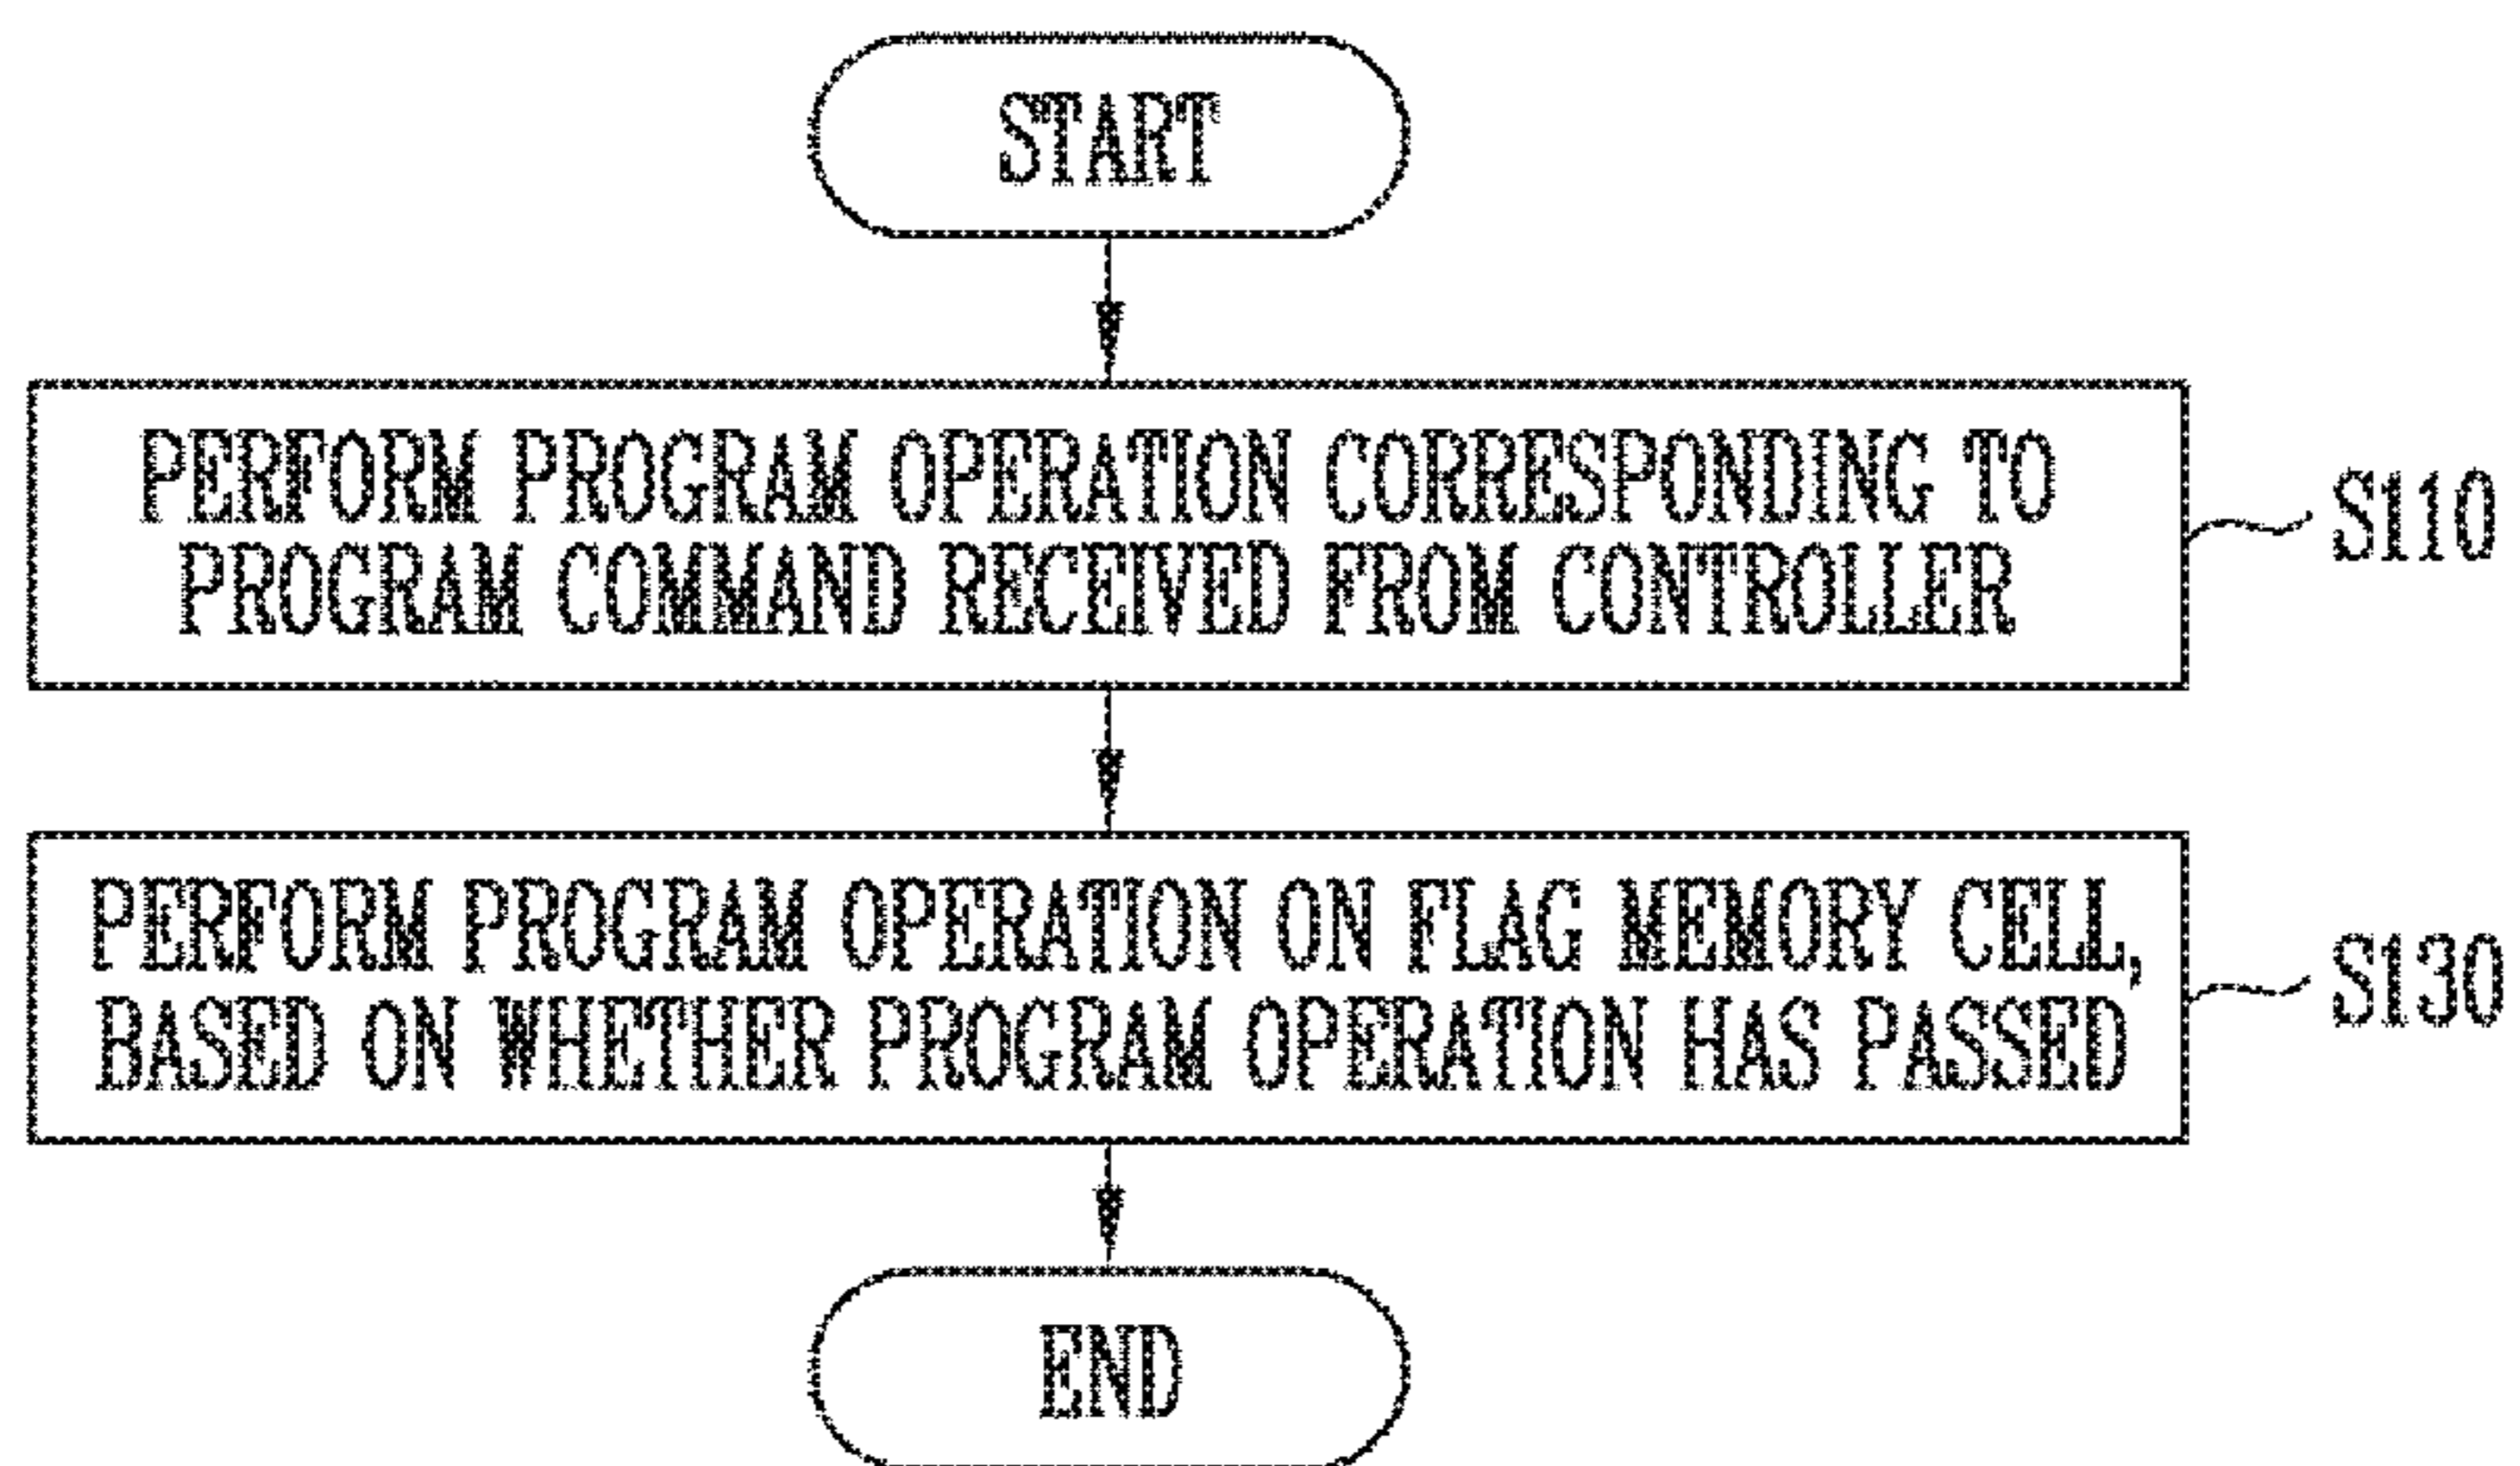 START
PERFORM PROGRAM OPERATION CORRESPONDING TO
PROGRAM COMMAND RECEIVED FROM CONTROLLER
S110
PERFORM PROGRAM OPERATION ON FLAG MEMORY CELL,
BASED ON WHETHER PROGRAM OPERATION HAS PASSED
S130
END